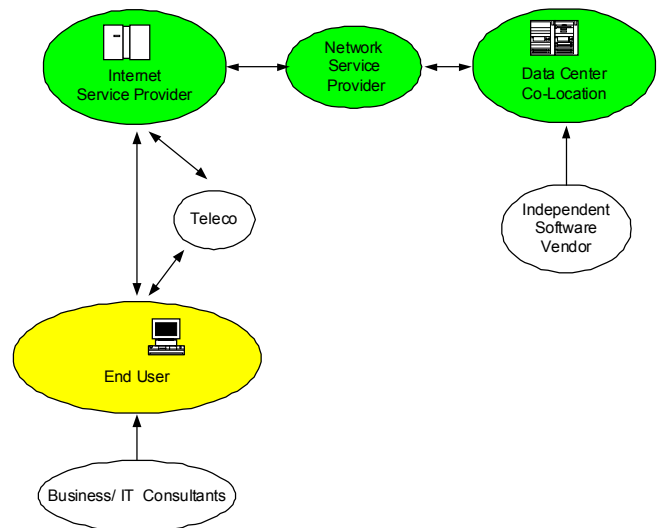 Internet
Service Provider
Network
Service
Provider
Data Center
Co-Location
Teleco
Independent
Software
Vendor
End User
Business/ IT Consultants